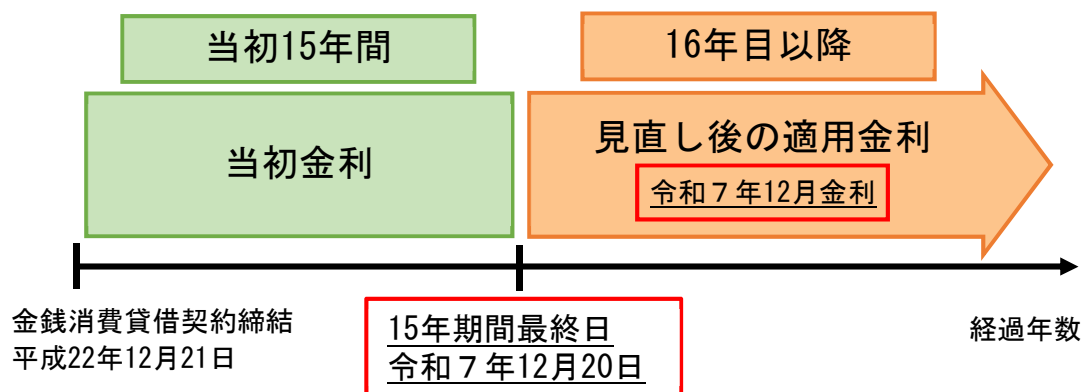 当初15年間
16年目以降
当初金利
見直し後の適用金利
令和７年12月金利
金銭消費貸借契約締結
平成22年12月21日
15年期間最終日
令和７年12月20日
経過年数